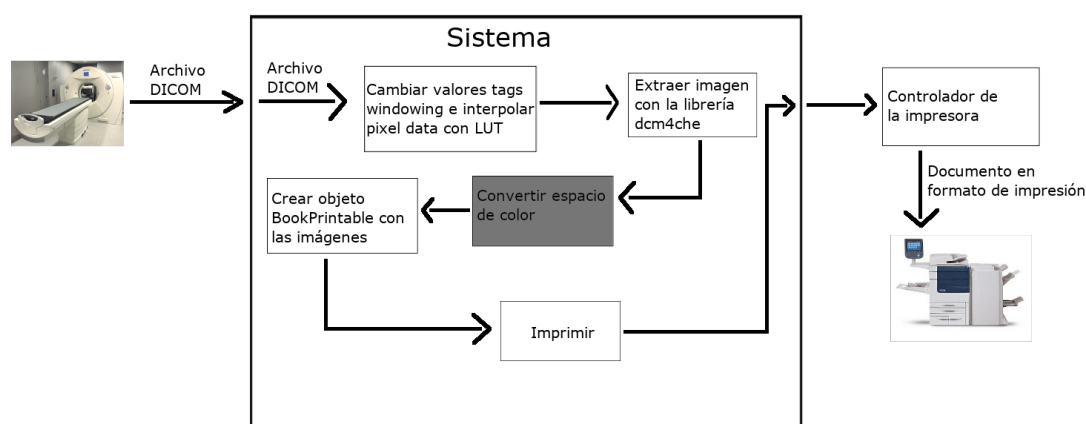 Sistema
Archivo
DICOM
Archivo
DICOM
Cambiar valores tags
windowing e interpolar
pixel data con LUT
Extraer imagen
con la librería
dcm4che
Controlador de
la impresora
Convertir espacio
de color
Crear objeto
BookPrintable con
las imágenes
Documento en
formato de impresión
Imprimir